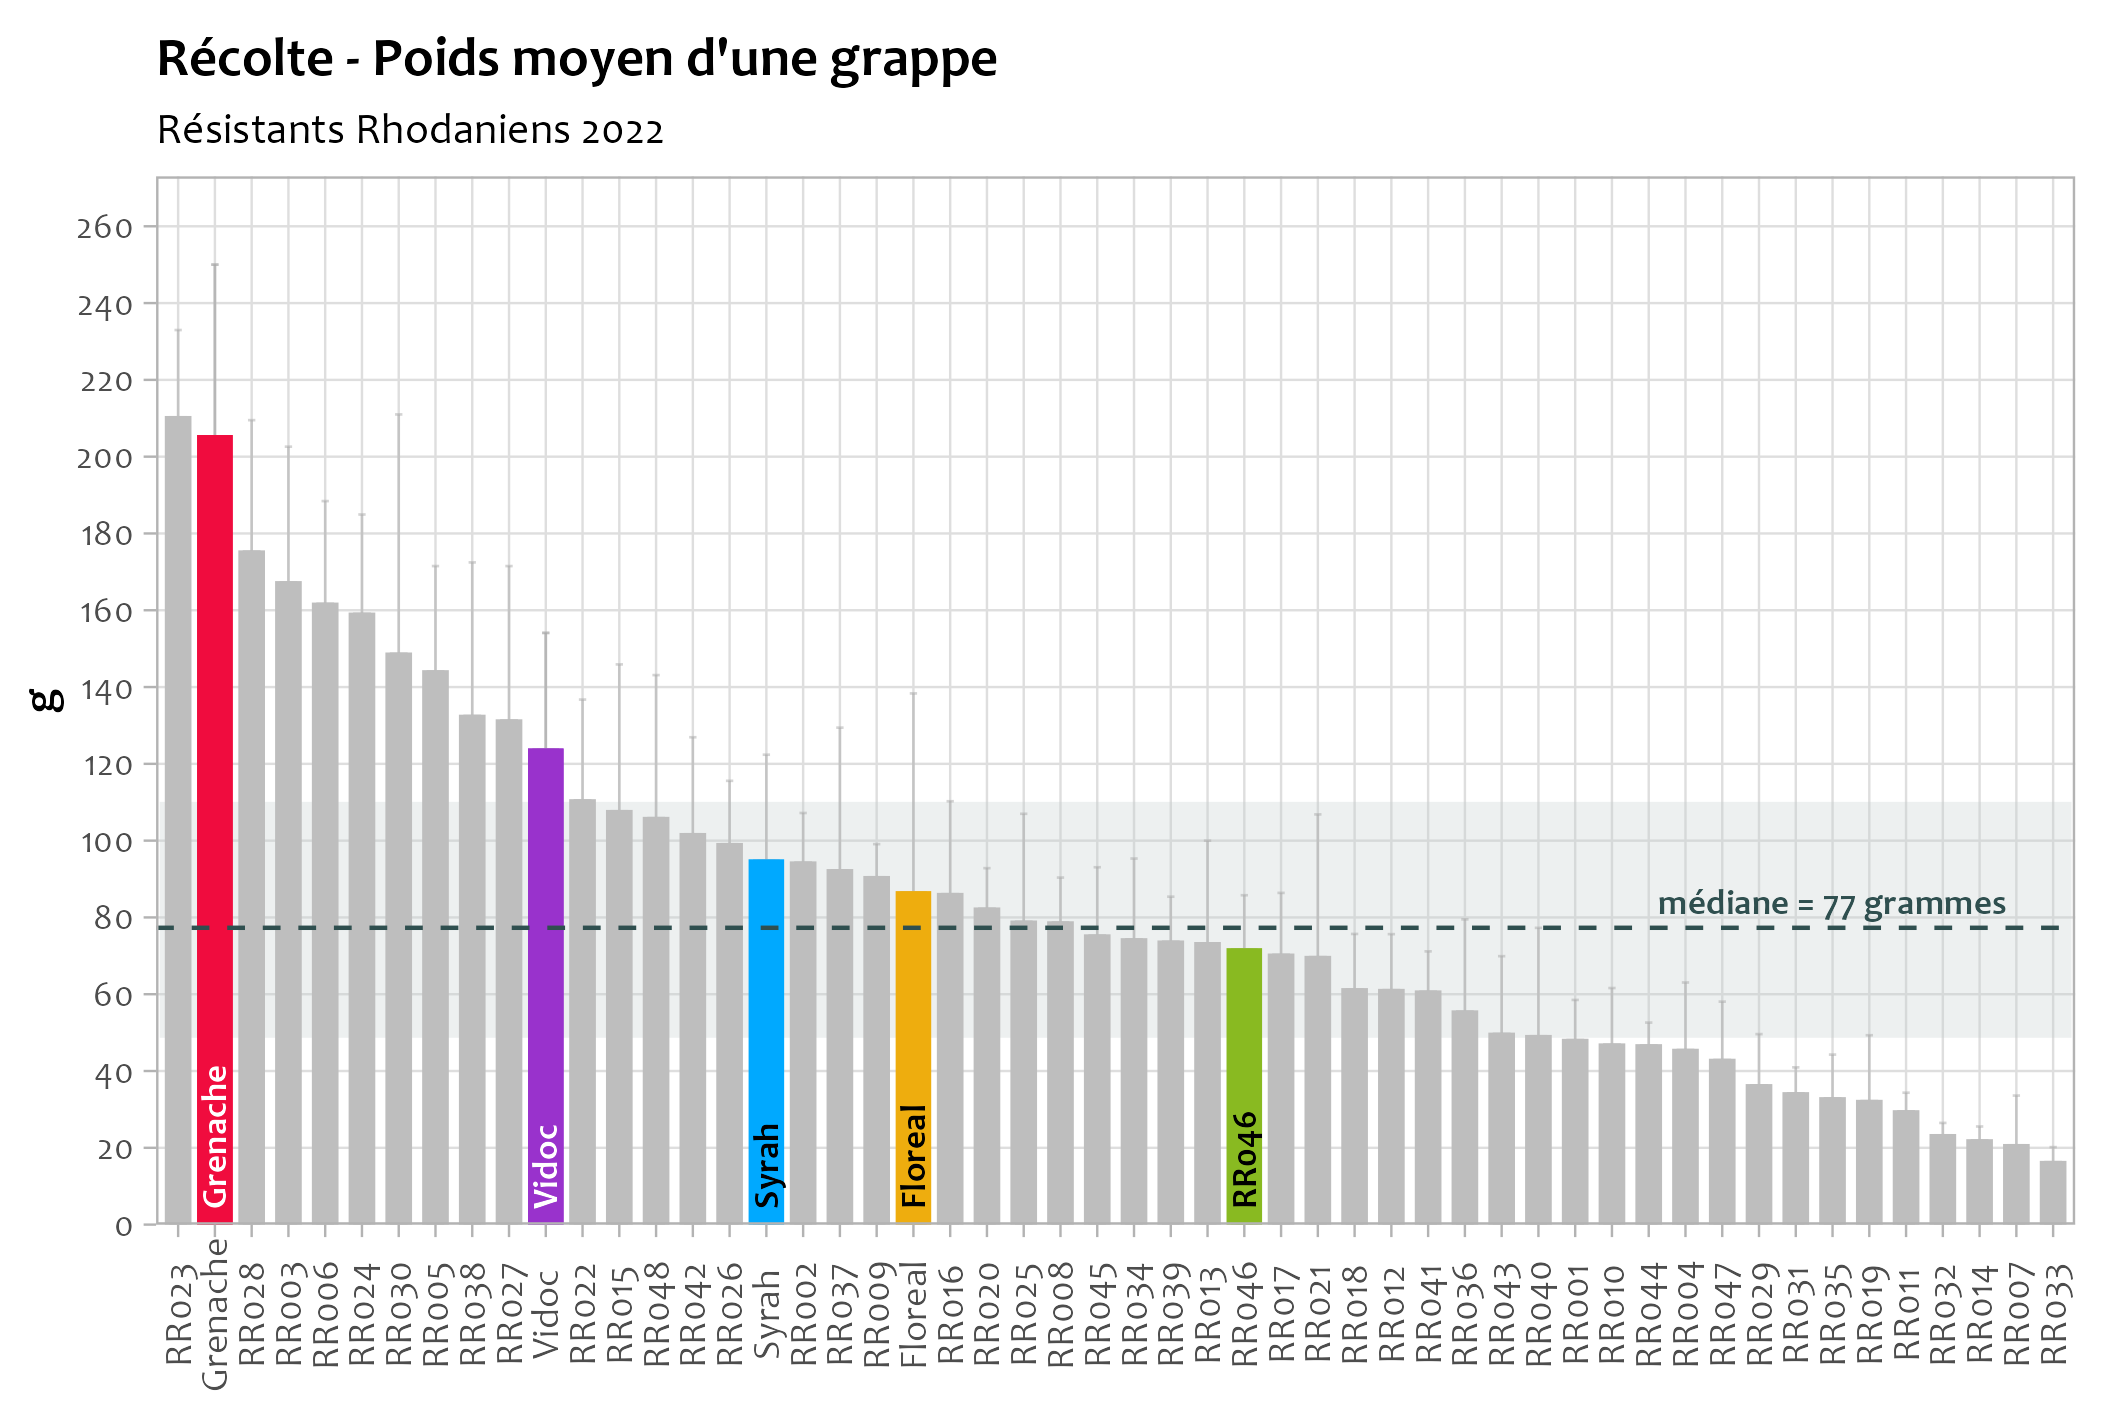 Récolte - Poids moyen d'une grappe
Résistants Rhodaniens 2022
g
260
240
220
200
180
160
140
120
100
80
60
40
20
0
médiane = 77 grammes
Grenache
Vidoc
Syrah
Floreal
RR046
RR023
Grenache
RR028
RR003
RR006
RR024
RR030
RR005
RR038
RR027
Vidoc
RR022
RR015
RR048
RR042
RR026
Syrah
RR002
RR037
RR009
Floreal
RR016
RR020
RR025
RR008
RR045
RR034
RR039
RR013
RR046
RR017
RR021
RR018
RR012
RR041
RR036
RR043
RR040
RR001
RR010
RR044
RR004
RR047
RR029
RR031
RR035
RR019
RR011
RR032
RR014
RR007
RR033